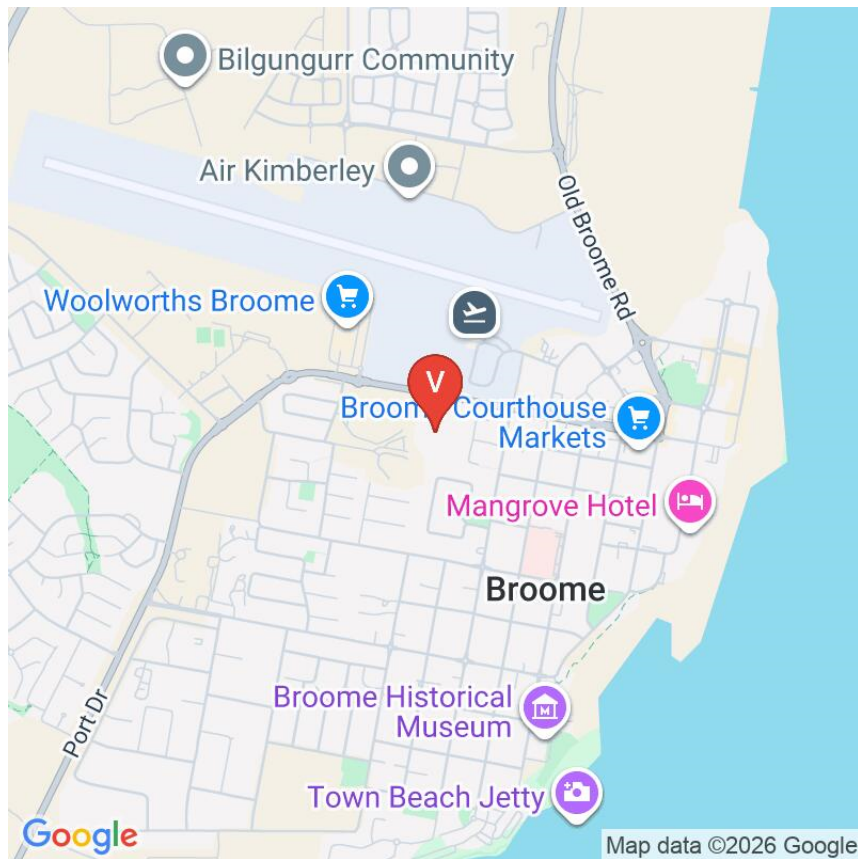 Bilgungurr Community
Air Kimberley
Old Broome Rd
Woolworths Broome
V
Broome Courthouse
Markets
Mangrove Hotel
Broome
Port Dr
Broome Historical
Museum
M
Town Beach Jetty
Google
Map data ©2026 Google